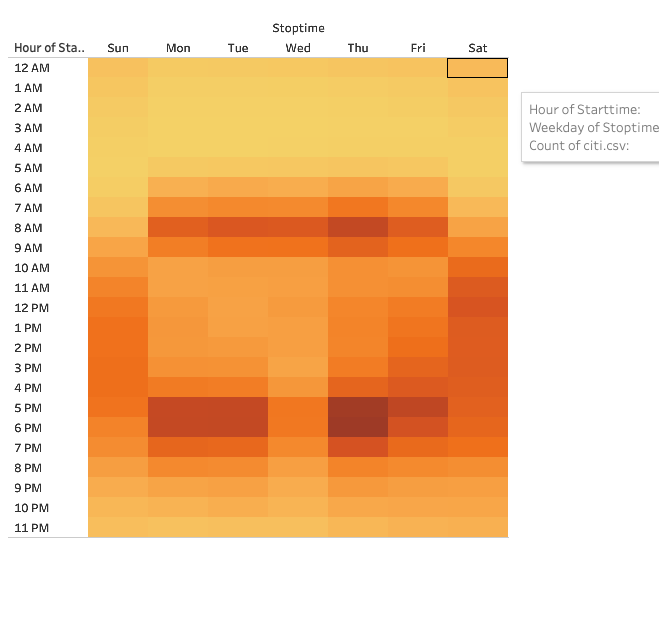 Stoptime
Hour of Sta.. Sun Mon Tue Wed Thu Fri Sat
12 AM
1 AM
2 AM
3 AM
4 AM
5 AM
6 AM
7 AM
8 AM
9 AM
10 AM
11 AM
12 PM
1 PM
2 PM
3 PM
4 PM
5 PM
6 PM
7 PM
8 PM
9 PM
10 PM
11 PM
Hour of Starttime:
Weekday of Stoptime
Count of citi.csv: